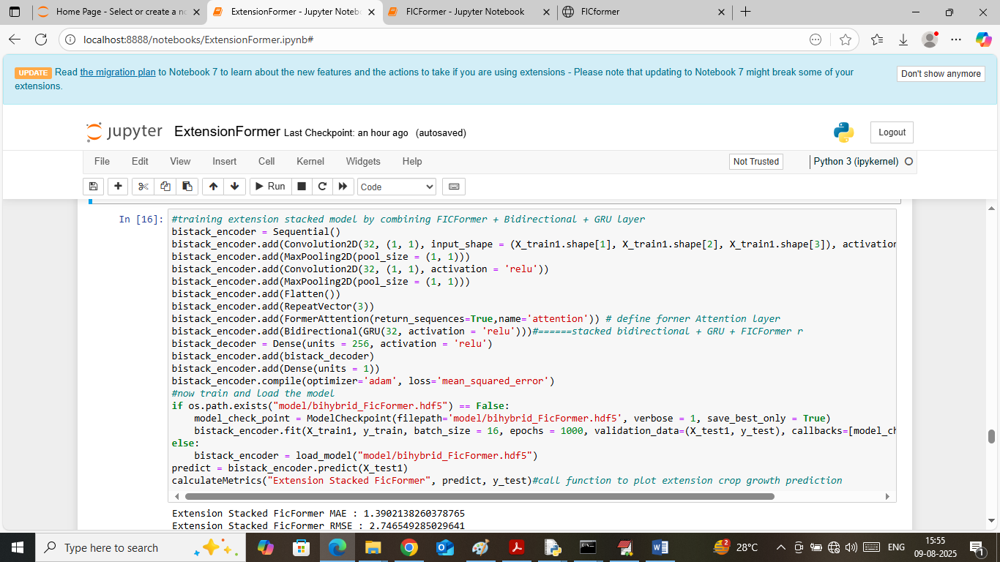 Home Page - Select or create a n
ExtensionFormer - Jupyter Noteb
FICFormer - Jupyter Notebook
FICformer
localhost:8888/notebooks/ExtensionFormer.ipynb#
UPDATE Read the migration plan to Notebook 7 to learn about the new features and the actions to take if you are using extensions - Please note that updating to Notebook 7 might break some of your
extensions.
Don't show anymore
jupyter ExtensionFormer Last Checkpoint: an hour ago (autosaved)
Logout
File Edit View Insert Cell Kernel Widgets Help
Not Trusted
Python 3 (ipykernel)
Run
Code
In [16]:
#training extension stacked model by combining FICFormer + Bidirectional + GRU layer
bistack_encoder = Sequential()
bistack_encoder.add(Convolution2D(32, (1, 1), input_shape = (X_train1.shape[1], X_train1.shape[2], X_train1.shape[3]), activation
bistack_encoder.add(MaxPooling2D(pool_size = (1, 1)))
bistack_encoder.add(Convolution2D(32, (1, 1), activation = 'relu'))
bistack_encoder.add(MaxPooling2D(pool_size = (1, 1)))
bistack_encoder.add(Flatten())
bistack_encoder.add(RepeatVector(3))
bistack_encoder.add(FormerAttention(return_sequences=True,name='attention')) # define forner Attention layer
bistack_encoder.add(Bidirectional(GRU(32, activation = 'relu')))#======stacked bidirectional + GRU + FICFormer r
bistack_decoder = Dense(units = 256, activation = 'relu')
bistack_encoder.add(bistack_decoder)
bistack_encoder.add(Dense(units = 1))
bistack_encoder.compile(optimizer='adam', loss='mean_squared_error')
#now train and load the model
if os.path.exists("model/bihybrid_FicFormer.hdf5") == False:
    model_check_point = ModelCheckpoint(filepath='model/bihybrid_FicFormer.hdf5', verbose = 1, save_best_only = True)
    bistack_encoder.fit(X_train1, y_train, batch_size = 16, epochs = 1000, validation_data=(X_test1, y_test), callbacks=[model_ch
else:
    bistack_encoder = load_model("model/bihybrid_FicFormer.hdf5")
predict = bistack_encoder.predict(X_test1)
calculateMetrics("Extension Stacked FicFormer", predict, y_test)#call function to plot extension crop growth prediction
Extension Stacked FicFormer MAE : 1.3902138260378765
Extension Stacked FicFormer RMSE : 2.746549285029641
Type here to search
2
28°C
ENG
15:55
09-08-2025
1